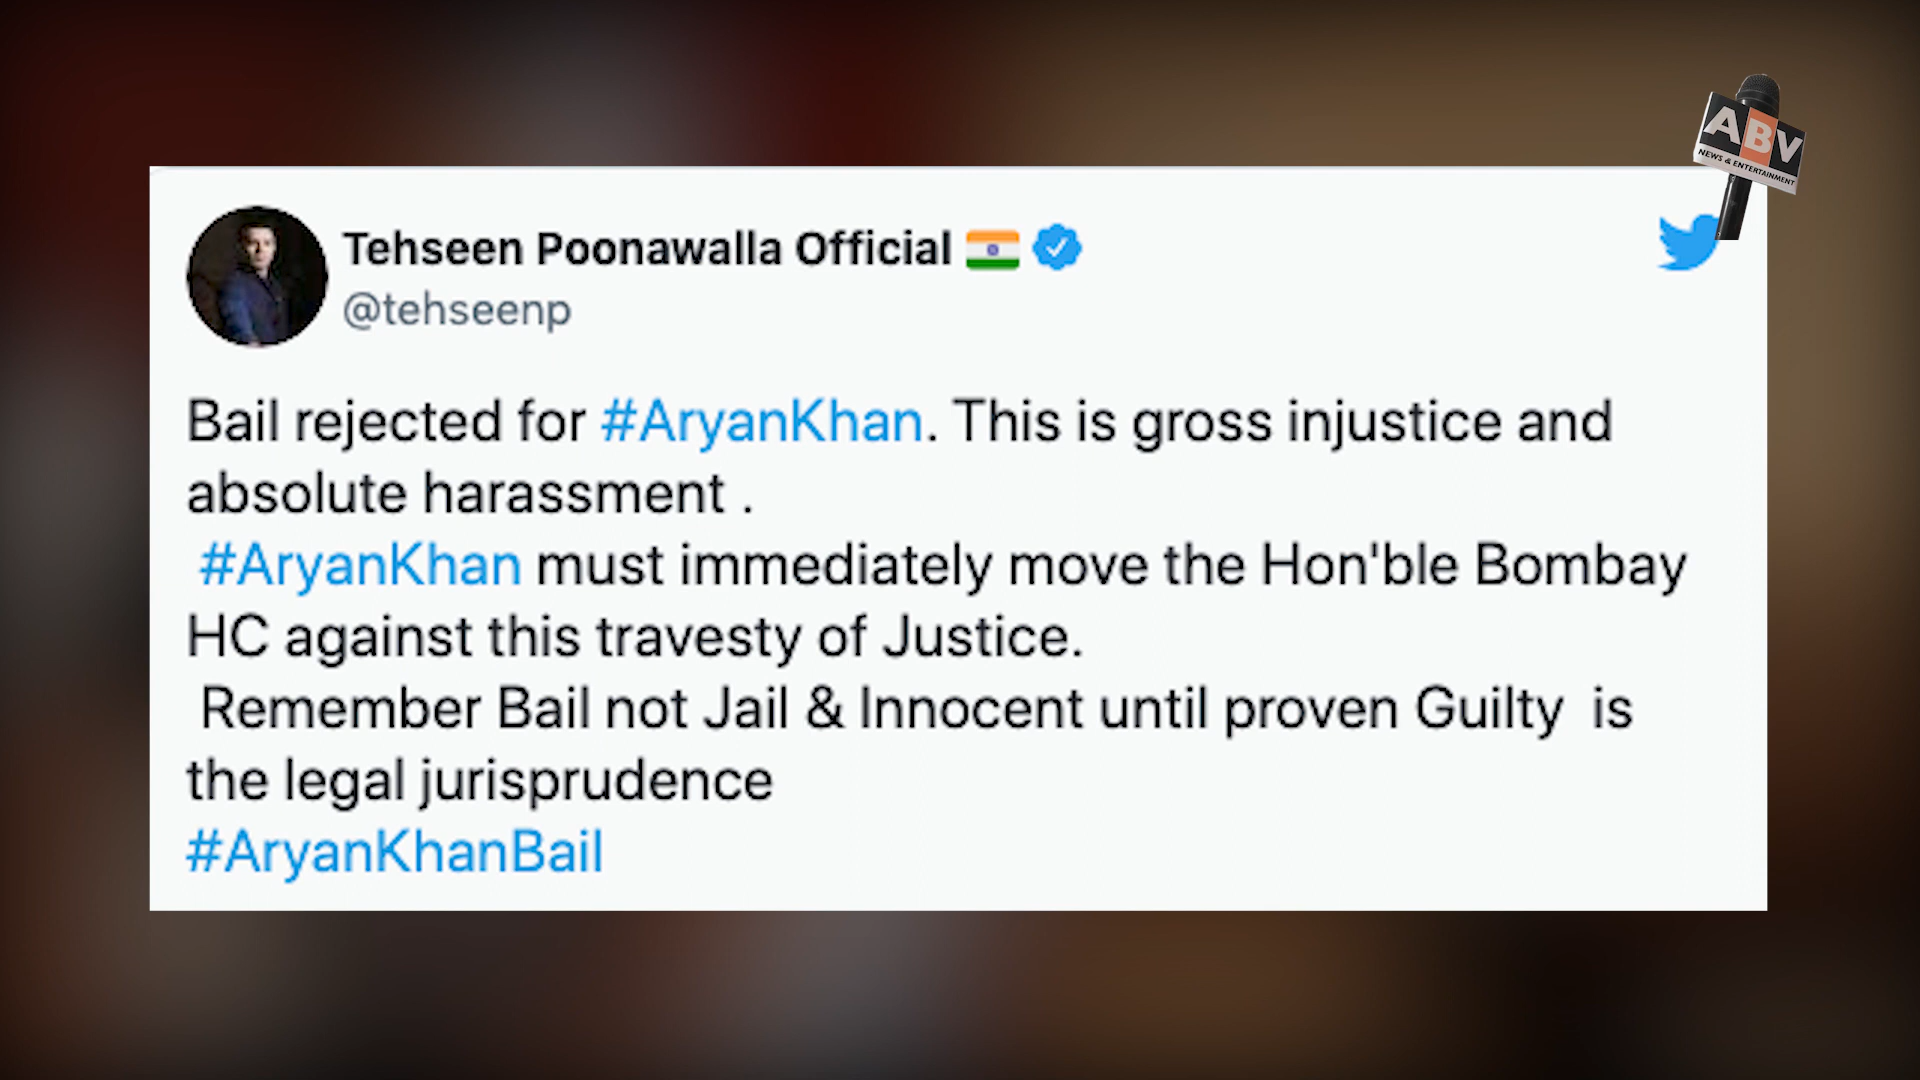 ABV
NEWS & ENTERTAINMENT
Tehseen Poonawalla Official
@tehseenp
Bail rejected for #AryanKhan. This is gross injustice and
absolute harassment .
#AryanKhan must immediately move the Hon'ble Bombay
HC against this travesty of Justice.
Remember Bail not Jail & Innocent until proven Guilty  is
the legal jurisprudence
#AryanKhanBail